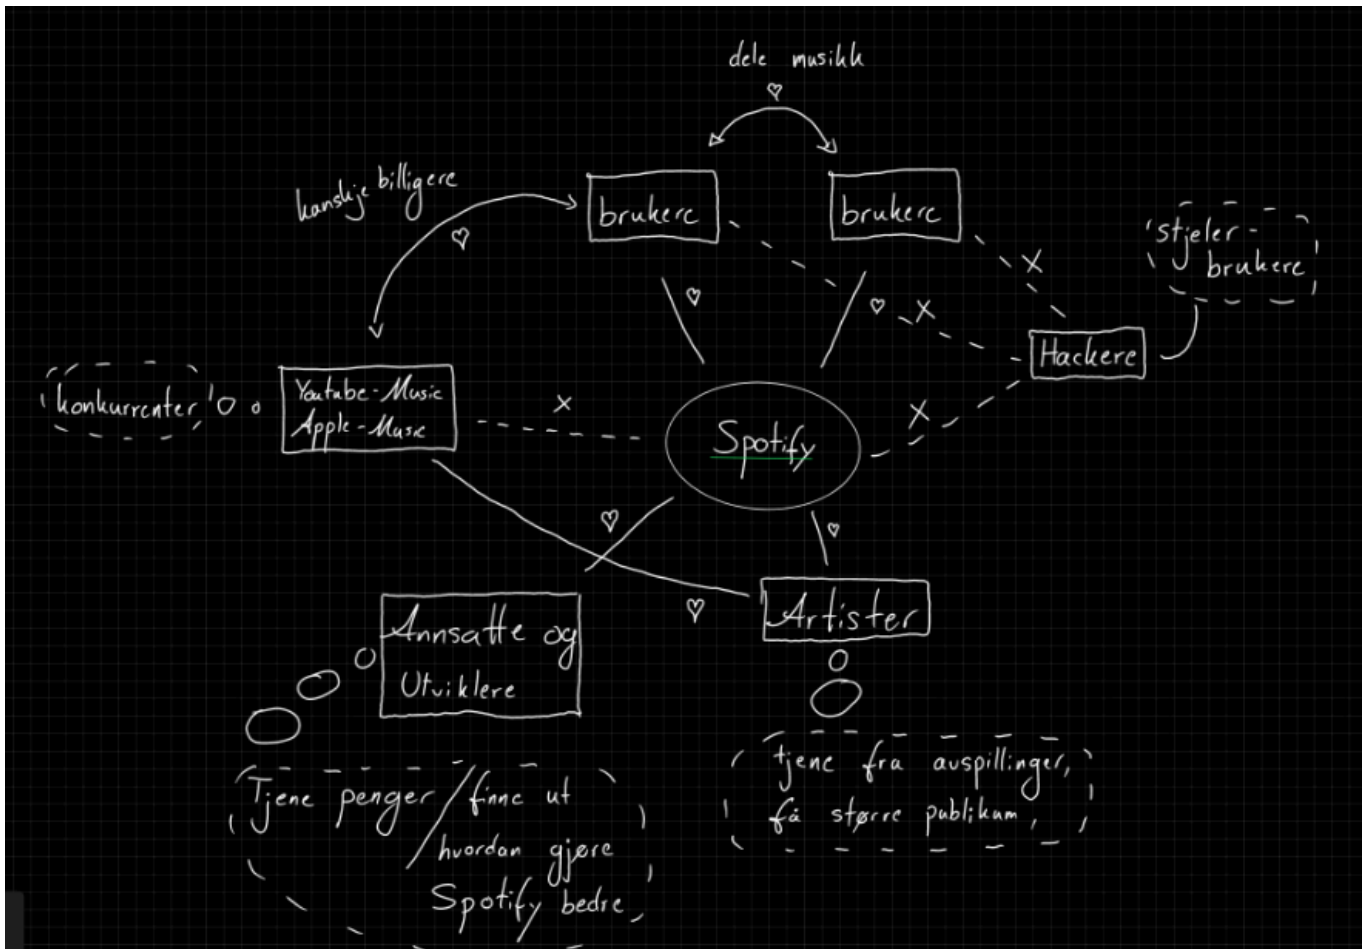 dele musikk
kanskje billigere
brukere
brukere
stjeler-
brukere
Hackere
konkurrenter
Youtube-Music
Apple-Music
Spotify
Annsatte og
Utviklere
Artister
Tjene penger / finne ut
hvordan gjøre
Spotify bedre,
tjene fra avspillinger,
få større publikum,